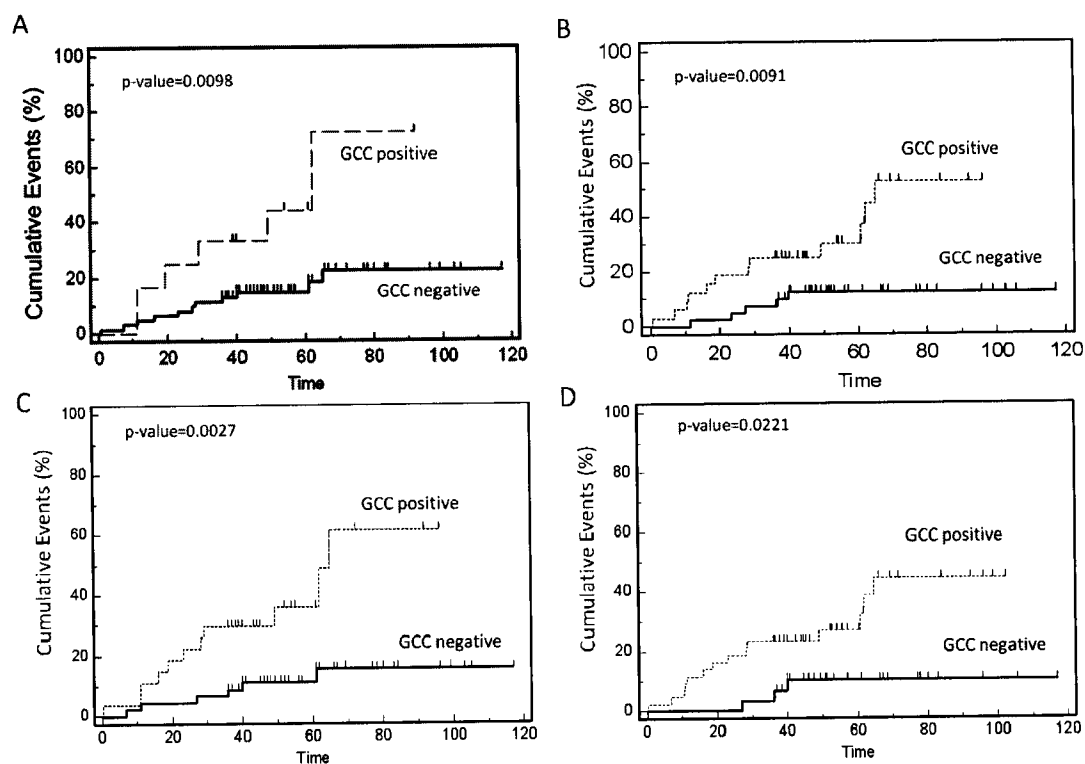 A
Cumulative Events (%)
100
80
60
40
20
0
p-value=0.0098
GCC positive
GCC negative
0 20 40 60 80 100 120
Time
B
Cumulative Events (%)
100
80
60
40
20
0
p-value=0.0091
GCC positive
GCC negative
0 20 40 60 80 100 120
Time
C
Cumulative Events (%)
100
80
60
40
20
0
p-value=0.0027
GCC positive
GCC negative
0 20 40 60 80 100 120
Time
D
Cumulative Events (%)
100
80
60
40
20
0
p-value=0.0221
GCC positive
GCC negative
0 20 40 60 80 100 120
Time